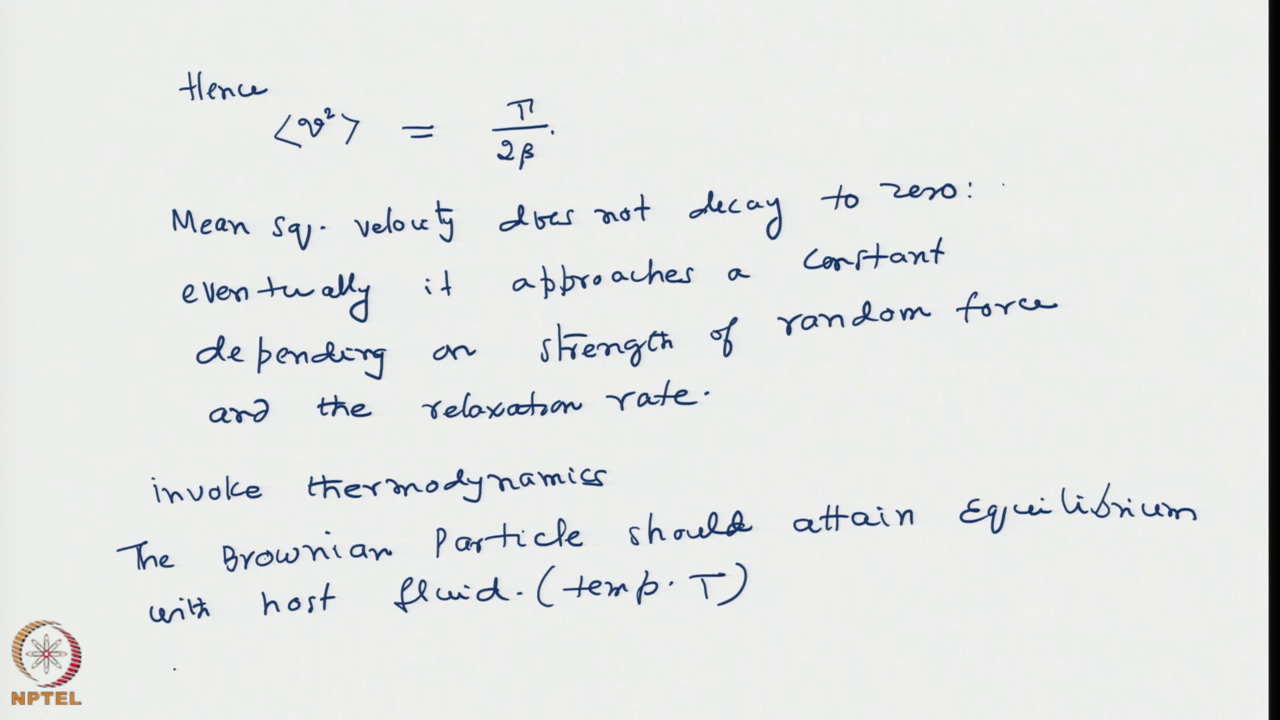 Hence
<v²> = Γ / 2β.
Mean sq. velocity does not decay to zero:
eventually it approaches a constant
depending on strength of random force
and the relaxation rate.
invoke thermodynamics
The Brownian Particle should attain Equilibrium
with host fluid. (temp. T)
NPTEL